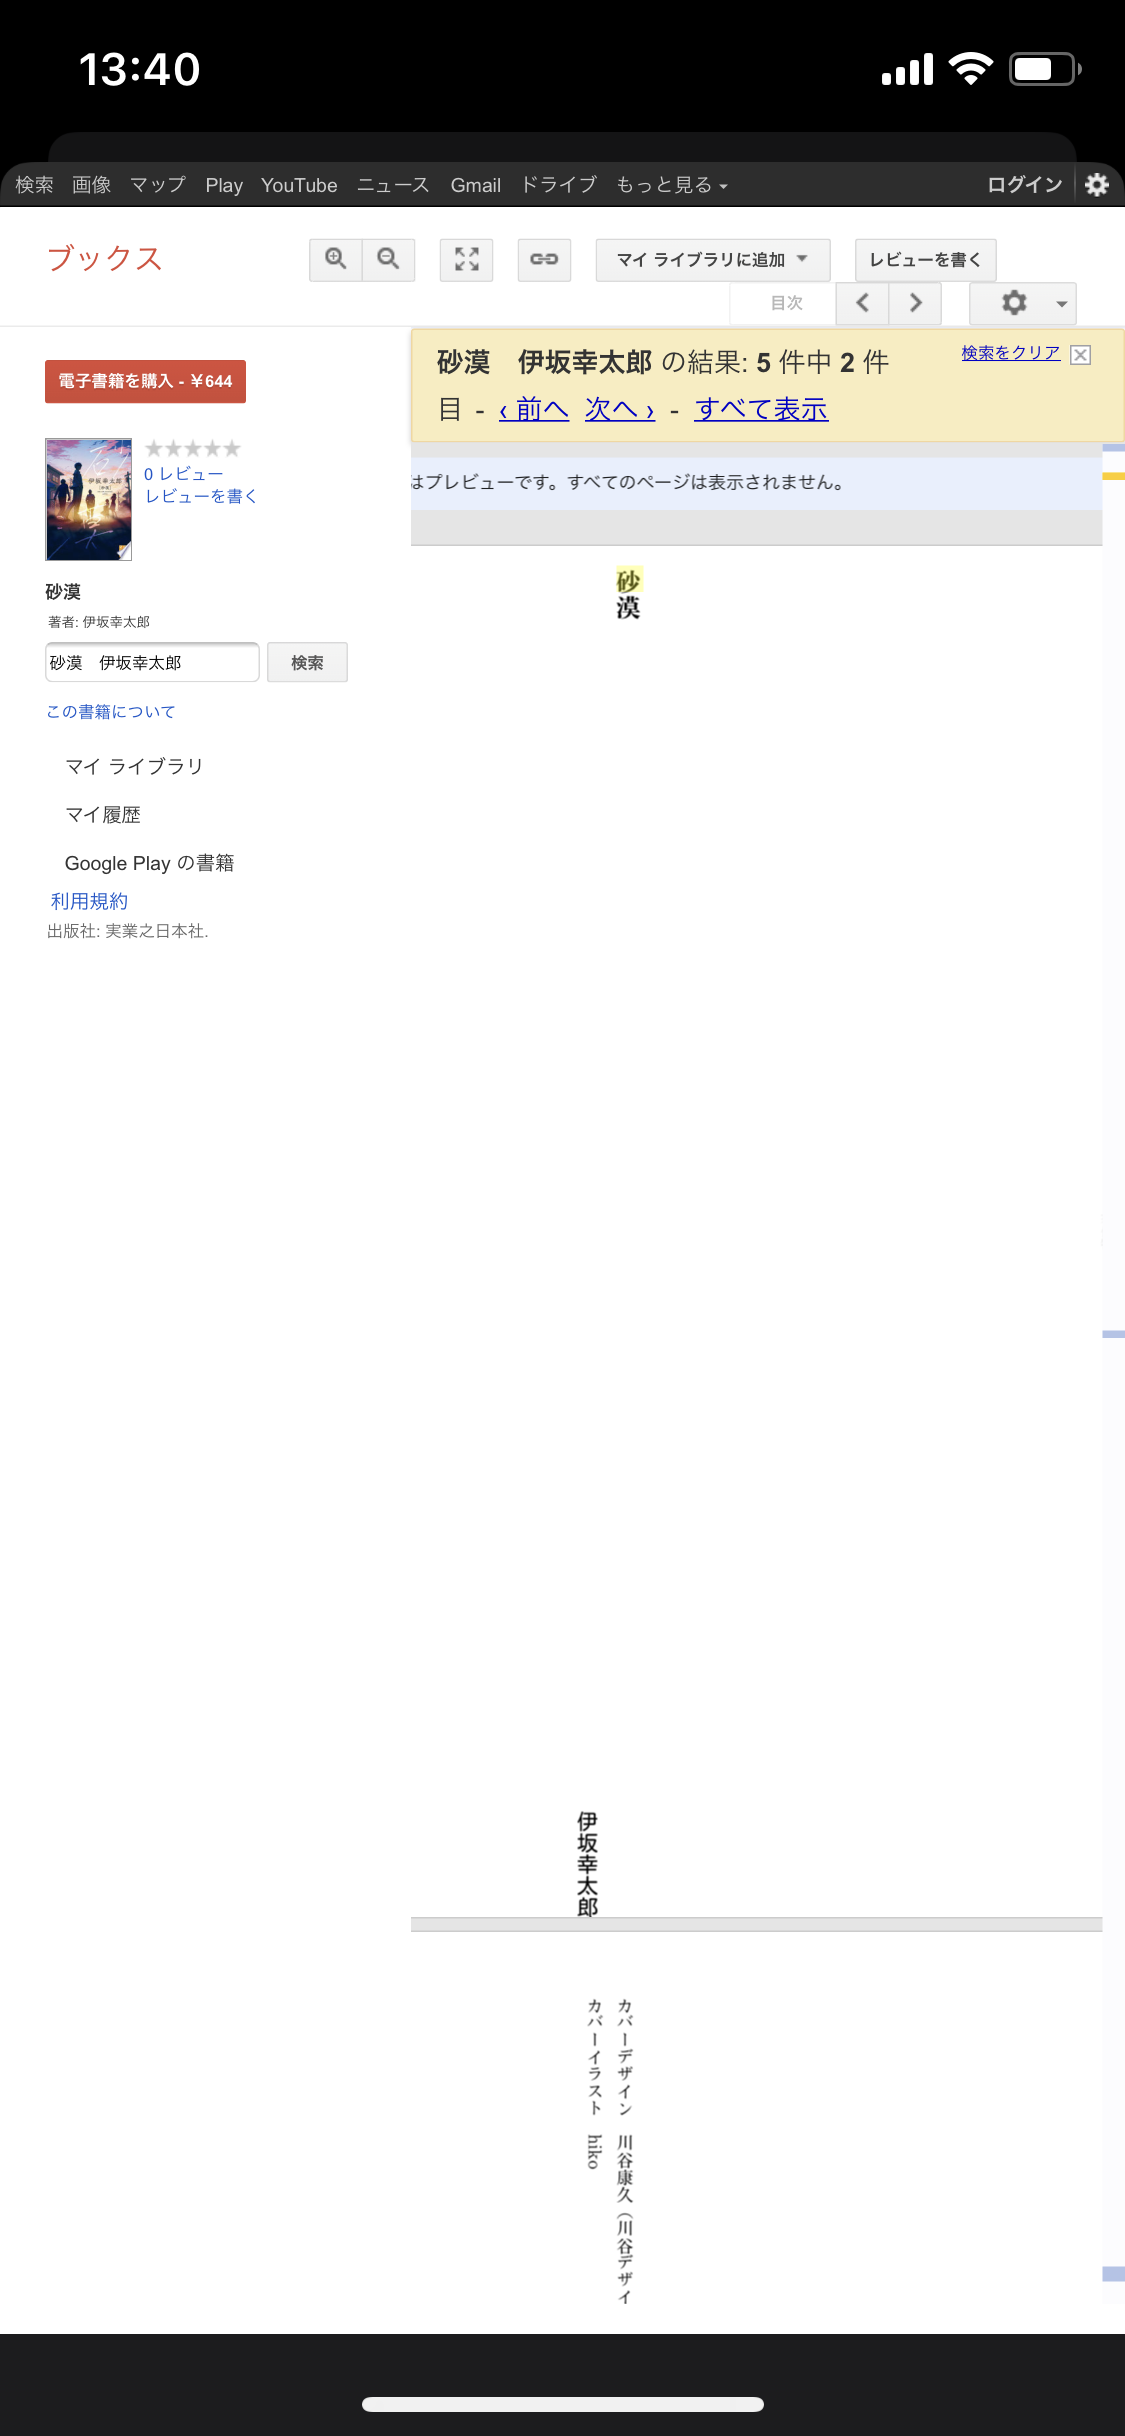 13:40
検索 画像 マップ Play YouTube ニュース Gmail ドライブ もっと見る ログイン
ブックス
マイ ライブラリに追加 レビューを書く
目次
電子書籍を購入 - ￥644
0 レビュー
レビューを書く
砂漠
著者: 伊坂幸太郎
砂漠　伊坂幸太郎 検索
この書籍について
マイ ライブラリ
マイ履歴
Google Play の書籍
利用規約
出版社: 実業之日本社.
砂漠　伊坂幸太郎 の結果: 5 件中 2 件
目 - ‹ 前へ 次へ › - すべて表示
検索をクリア
はプレビューです。すべてのページは表示されません。
砂漠
伊坂幸太郎
カバーデザイン　川谷康久（川谷デザイ
カバーイラスト　hiko